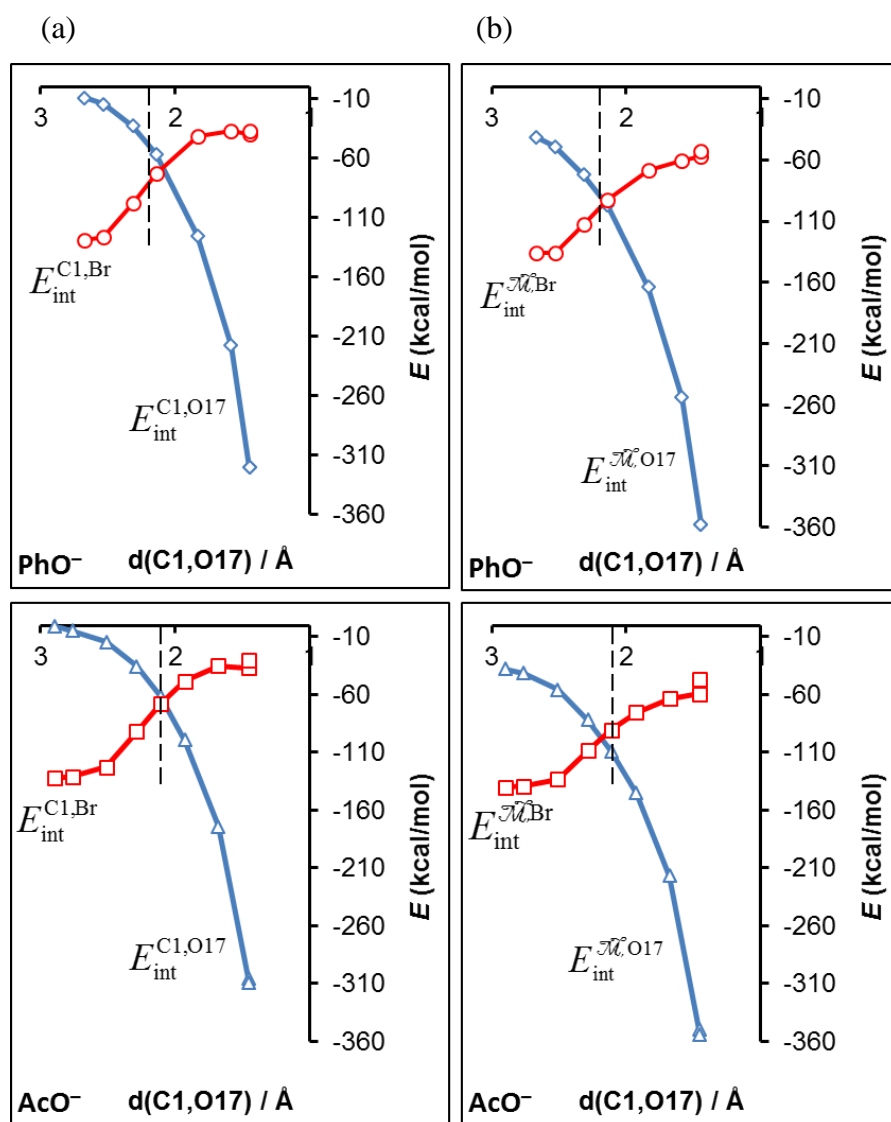 (a)
3 2 1
-10
-60
-110
-160
-210
-260
-310
-360
E (kcal/mol)
E_int^C1,Br
E_int^C1,O17
PhO⁻ d(C1,O17) / Å
(b)
3 2 1
-10
-60
-110
-160
-210
-260
-310
-360
E (kcal/mol)
E_int^ℳ,Br
E_int^ℳ,O17
PhO⁻ d(C1,O17) / Å
3 2 1
-10
-60
-110
-160
-210
-260
-310
-360
E (kcal/mol)
E_int^C1,Br
E_int^C1,O17
AcO⁻ d(C1,O17) / Å
3 2 1
-10
-60
-110
-160
-210
-260
-310
-360
E (kcal/mol)
E_int^ℳ,Br
E_int^ℳ,O17
AcO⁻ d(C1,O17) / Å